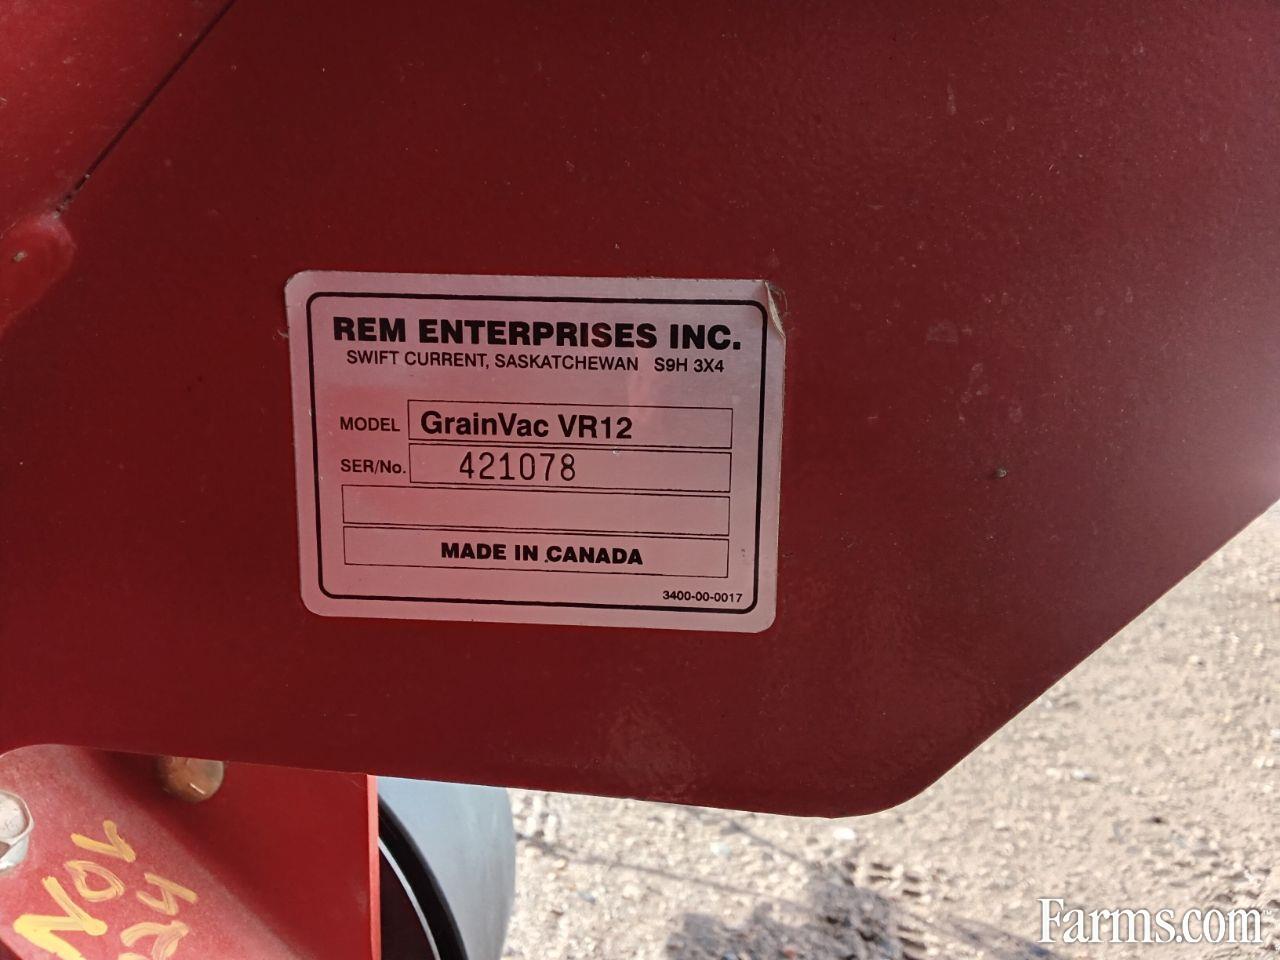 REM ENTERPRISES INC.
SWIFT CURRENT, SASKATCHEWAN S9H 3X4
MODEL GrainVac VR12
SER/No. 421078
MADE IN CANADA
3400-00-0017
Farms.com